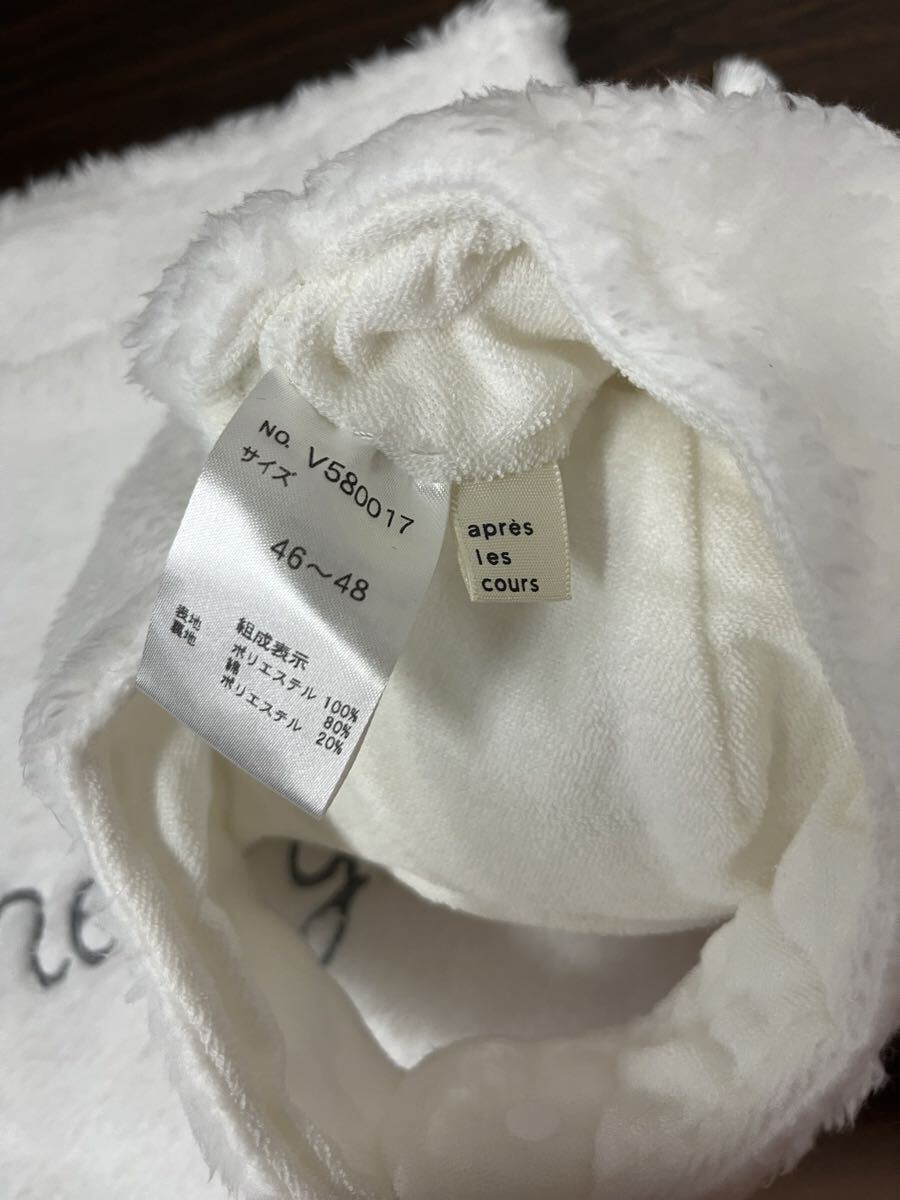 NO. V580017
サイズ
46～48
組成表示
表地 ポリエステル 100%
裏地 綿 80%
ポリエステル 20%
après
les
cours